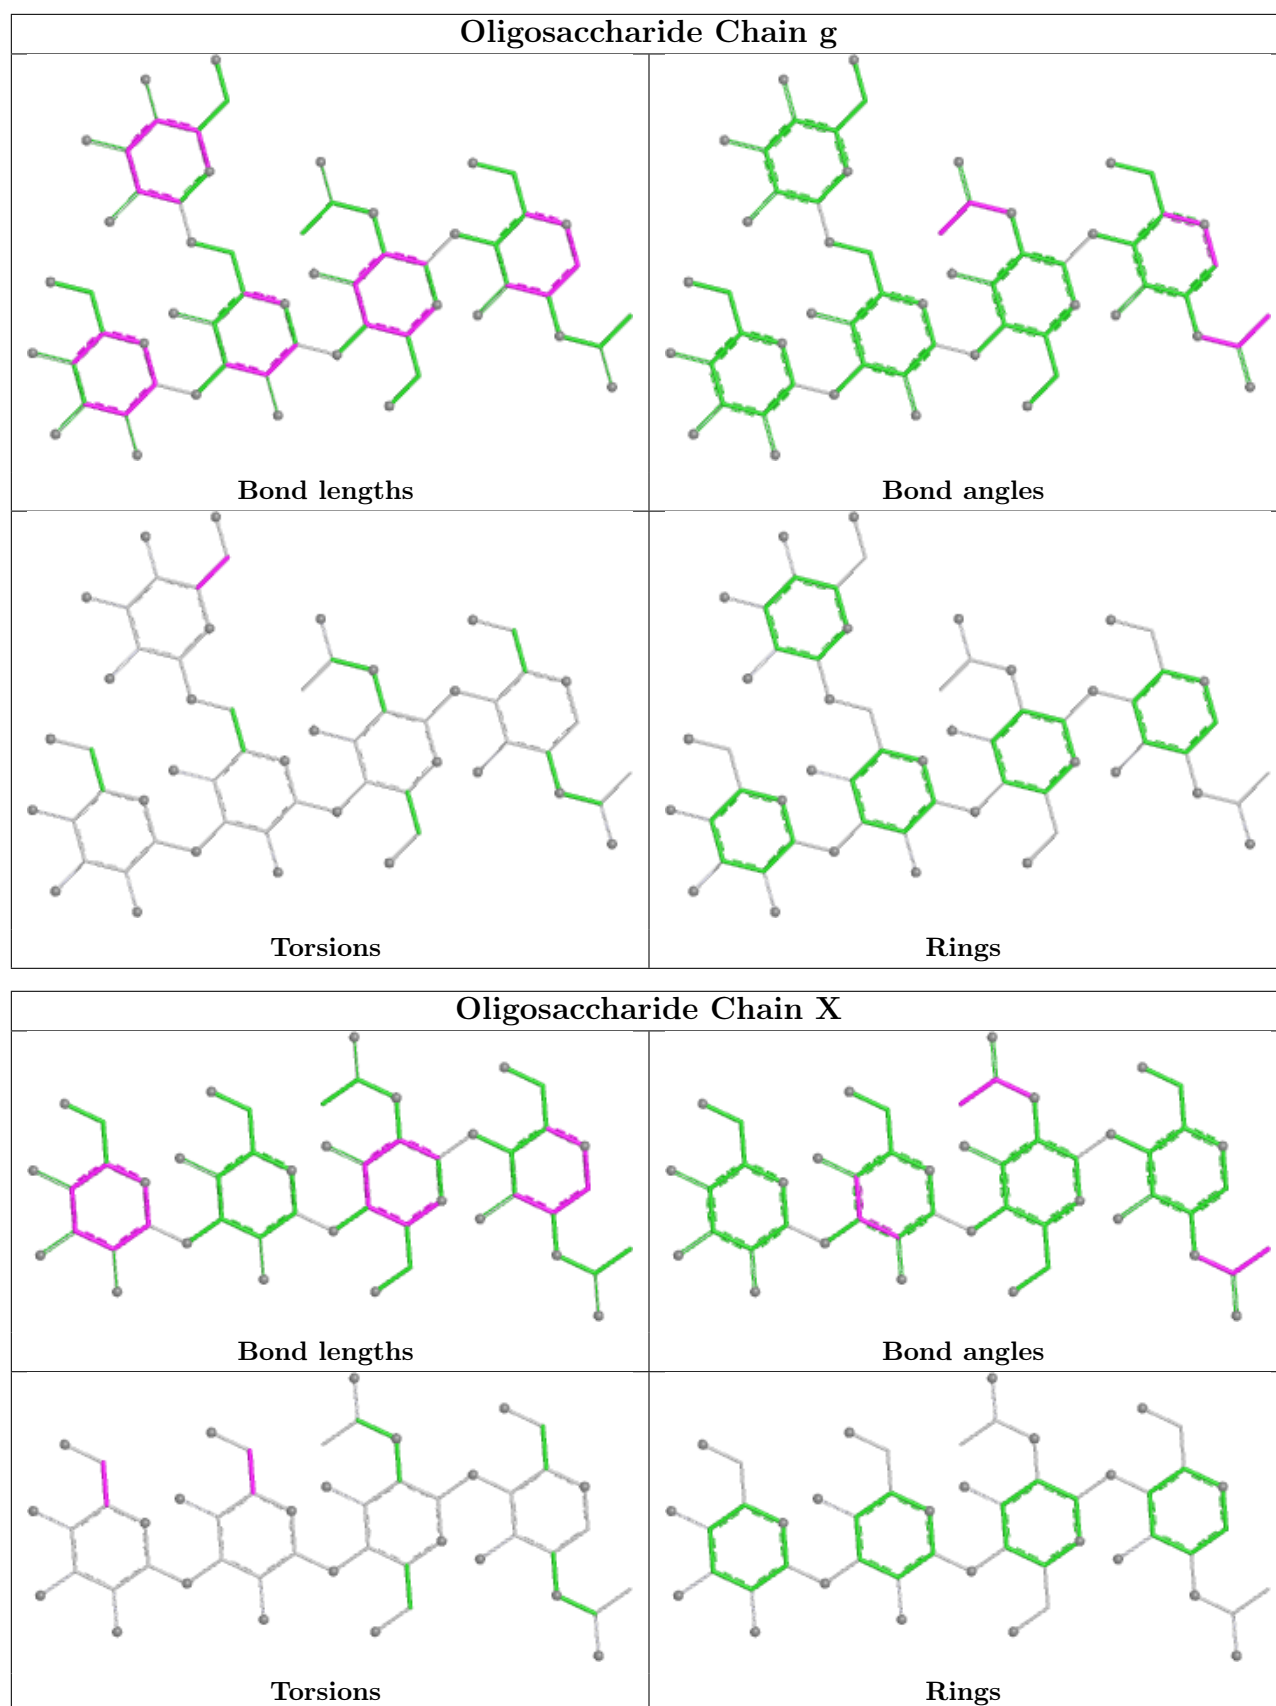 Oligosaccharide Chain g
Bond lengths
Bond angles
Torsions
Rings
Oligosaccharide Chain X
Bond lengths
Bond angles
Torsions
Rings